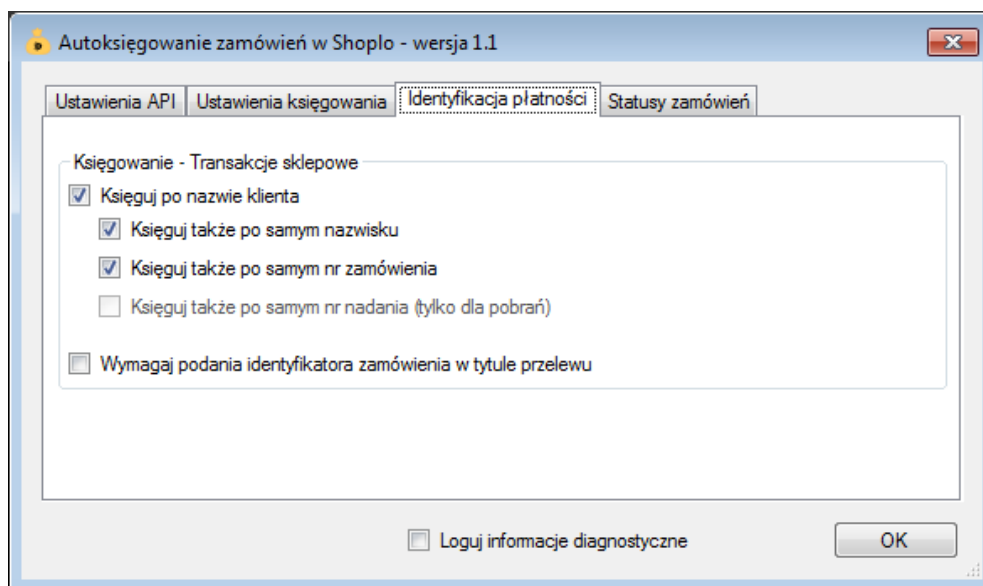 Autoksięgowanie zamówień w Shoplo - wersja 1.1
Ustawienia API Ustawienia księgowania Identyfikacja płatności Statusy zamówień
Księgowanie - Transakcje sklepowe
Księguj po nazwie klienta
Księguj także po samym nazwisku
Księguj także po samym nr zamówienia
Księguj także po samym nr nadania (tylko dla pobrań)
Wymagaj podania identyfikatora zamówienia w tytule przelewu
Loguj informacje diagnostyczne OK